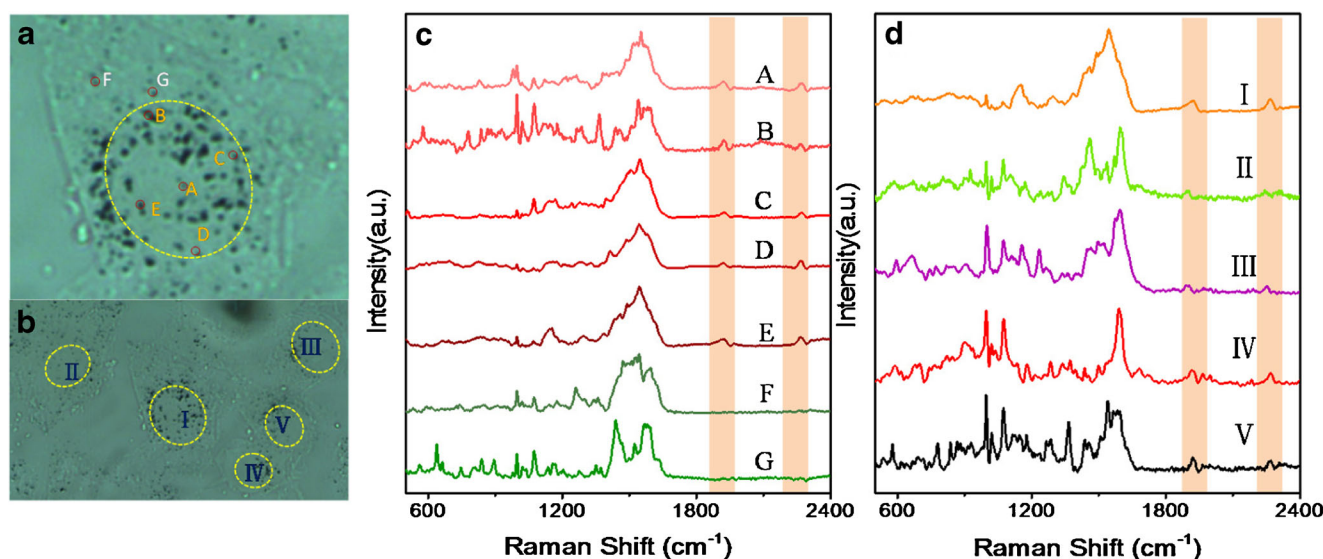 a
F
G
B
C
A
E
D
b
III
II
I
V
IV
c
A
B
C
D
E
F
G
Intensity(a.u.)
600 1200 1800 2400
Raman Shift (cm-1)
d
I
II
III
IV
V
Intensity(a.u.)
600 1200 1800 2400
Raman Shift (cm-1)